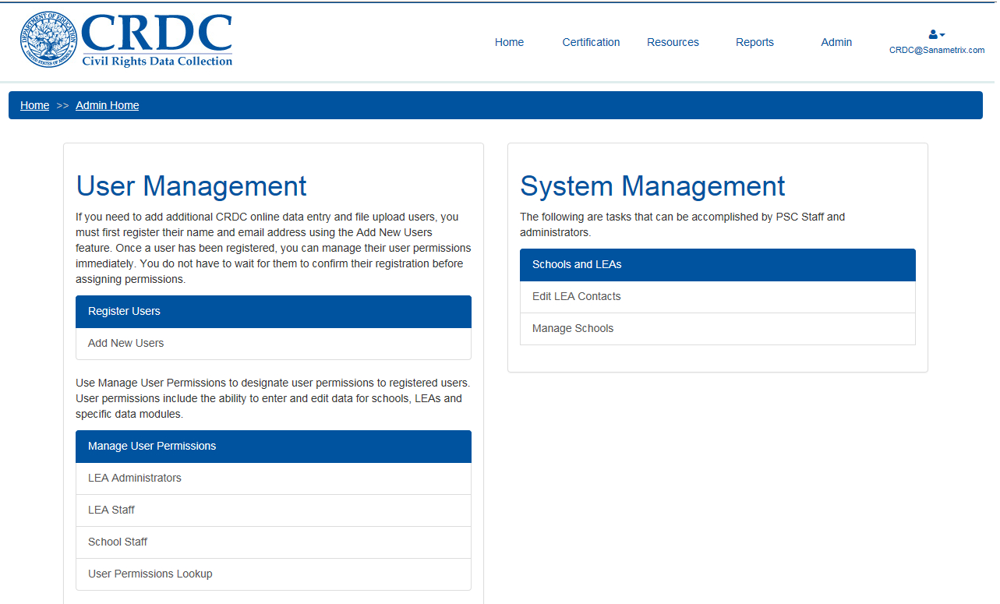 DEPARTMENT OF EDUCATION
UNITED STATES OF AMERICA
CRDC
Civil Rights Data Collection
Home
Certification
Resources
Reports
Admin
CRDC@Sanametrix.com
Home >> Admin Home
User Management
If you need to add additional CRDC online data entry and file upload users, you
must first register their name and email address using the Add New Users
feature. Once a user has been registered, you can manage their user permissions
immediately. You do not have to wait for them to confirm their registration before
assigning permissions.
Register Users
Add New Users
Use Manage User Permissions to designate user permissions to registered users.
User permissions include the ability to enter and edit data for schools, LEAs and
specific data modules.
Manage User Permissions
LEA Administrators
LEA Staff
School Staff
User Permissions Lookup
System Management
The following are tasks that can be accomplished by PSC Staff and
administrators.
Schools and LEAs
Edit LEA Contacts
Manage Schools